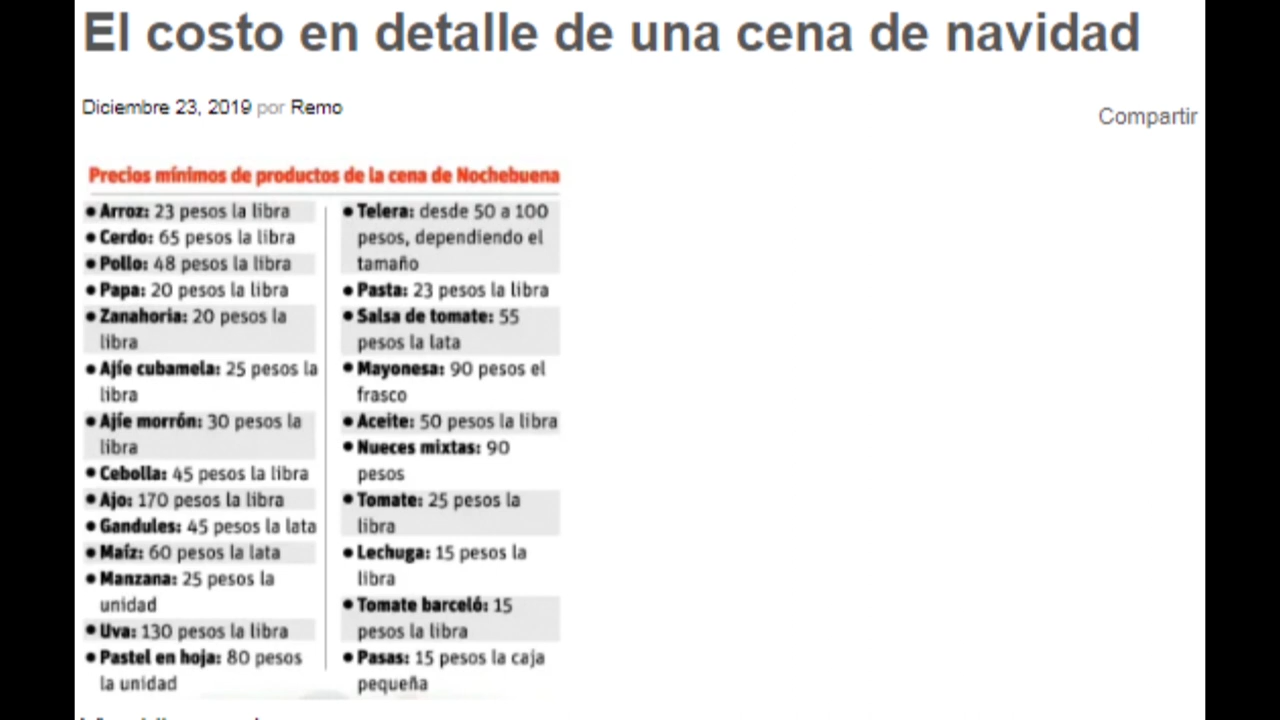 El costo en detalle de una cena de navidad
Diciembre 23, 2019 por Remo
Compartir
Precios mínimos de productos de la cena de Nochebuena
• Arroz: 23 pesos la libra
• Cerdo: 65 pesos la libra
• Pollo: 48 pesos la libra
• Papa: 20 pesos la libra
• Zanahoria: 20 pesos la
libra
• Ajíe cubamela: 25 pesos la
libra
• Ajíe morrón: 30 pesos la
libra
• Cebolla: 45 pesos la libra
• Ajo: 170 pesos la libra
• Gandules: 45 pesos la lata
• Maíz: 60 pesos la lata
• Manzana: 25 pesos la
unidad
• Uva: 130 pesos la libra
• Pastel en hoja: 80 pesos
la unidad
• Telera: desde 50 a 100
pesos, dependiendo el
tamaño
• Pasta: 23 pesos la libra
• Salsa de tomate: 55
pesos la lata
• Mayonesa: 90 pesos el
frasco
• Aceite: 50 pesos la libra
• Nueces mixtas: 90
pesos
• Tomate: 25 pesos la
libra
• Lechuga: 15 pesos la
libra
• Tomate barceló: 15
pesos la libra
• Pasas: 15 pesos la caja
pequeña